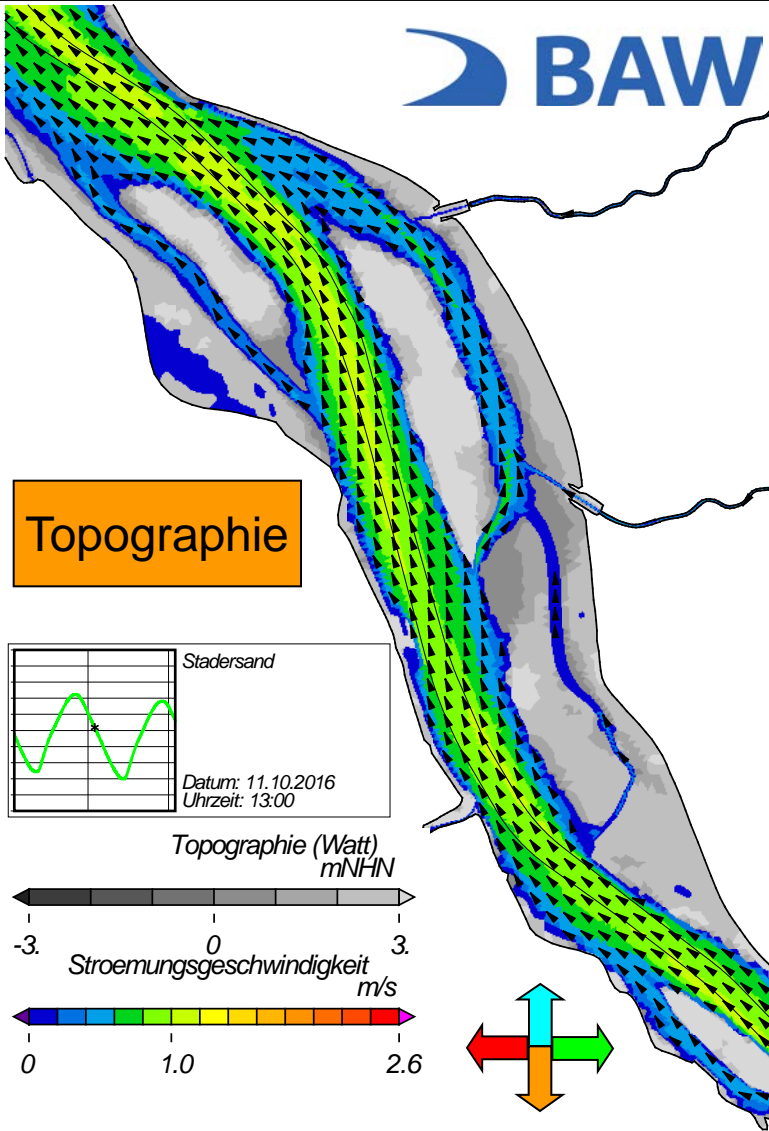 BAW
Topographie
Stadersand
Datum: 11.10.2016
Uhrzeit: 13:00
Topographie (Watt)
mNHN
-3. 0 3.
Stroemungsgeschwindigkeit
m/s
0 1.0 2.6